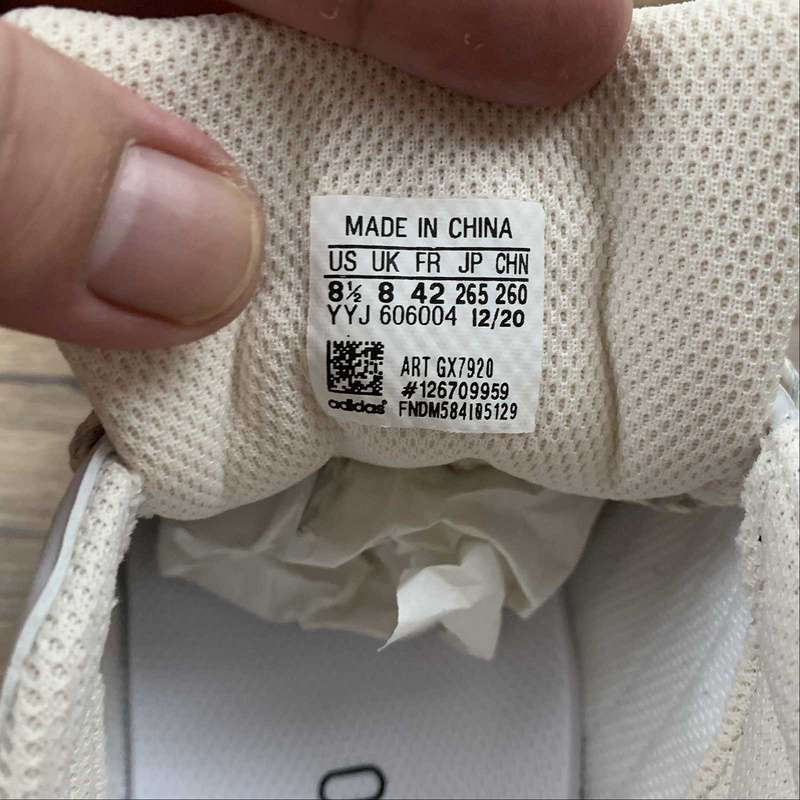 MADE IN CHINA
US UK FR JP CHN
8½ 8 42 265 260
YYJ 606004 12/20
ART GX7920
#126709959
adidas® FNDM584105129
O